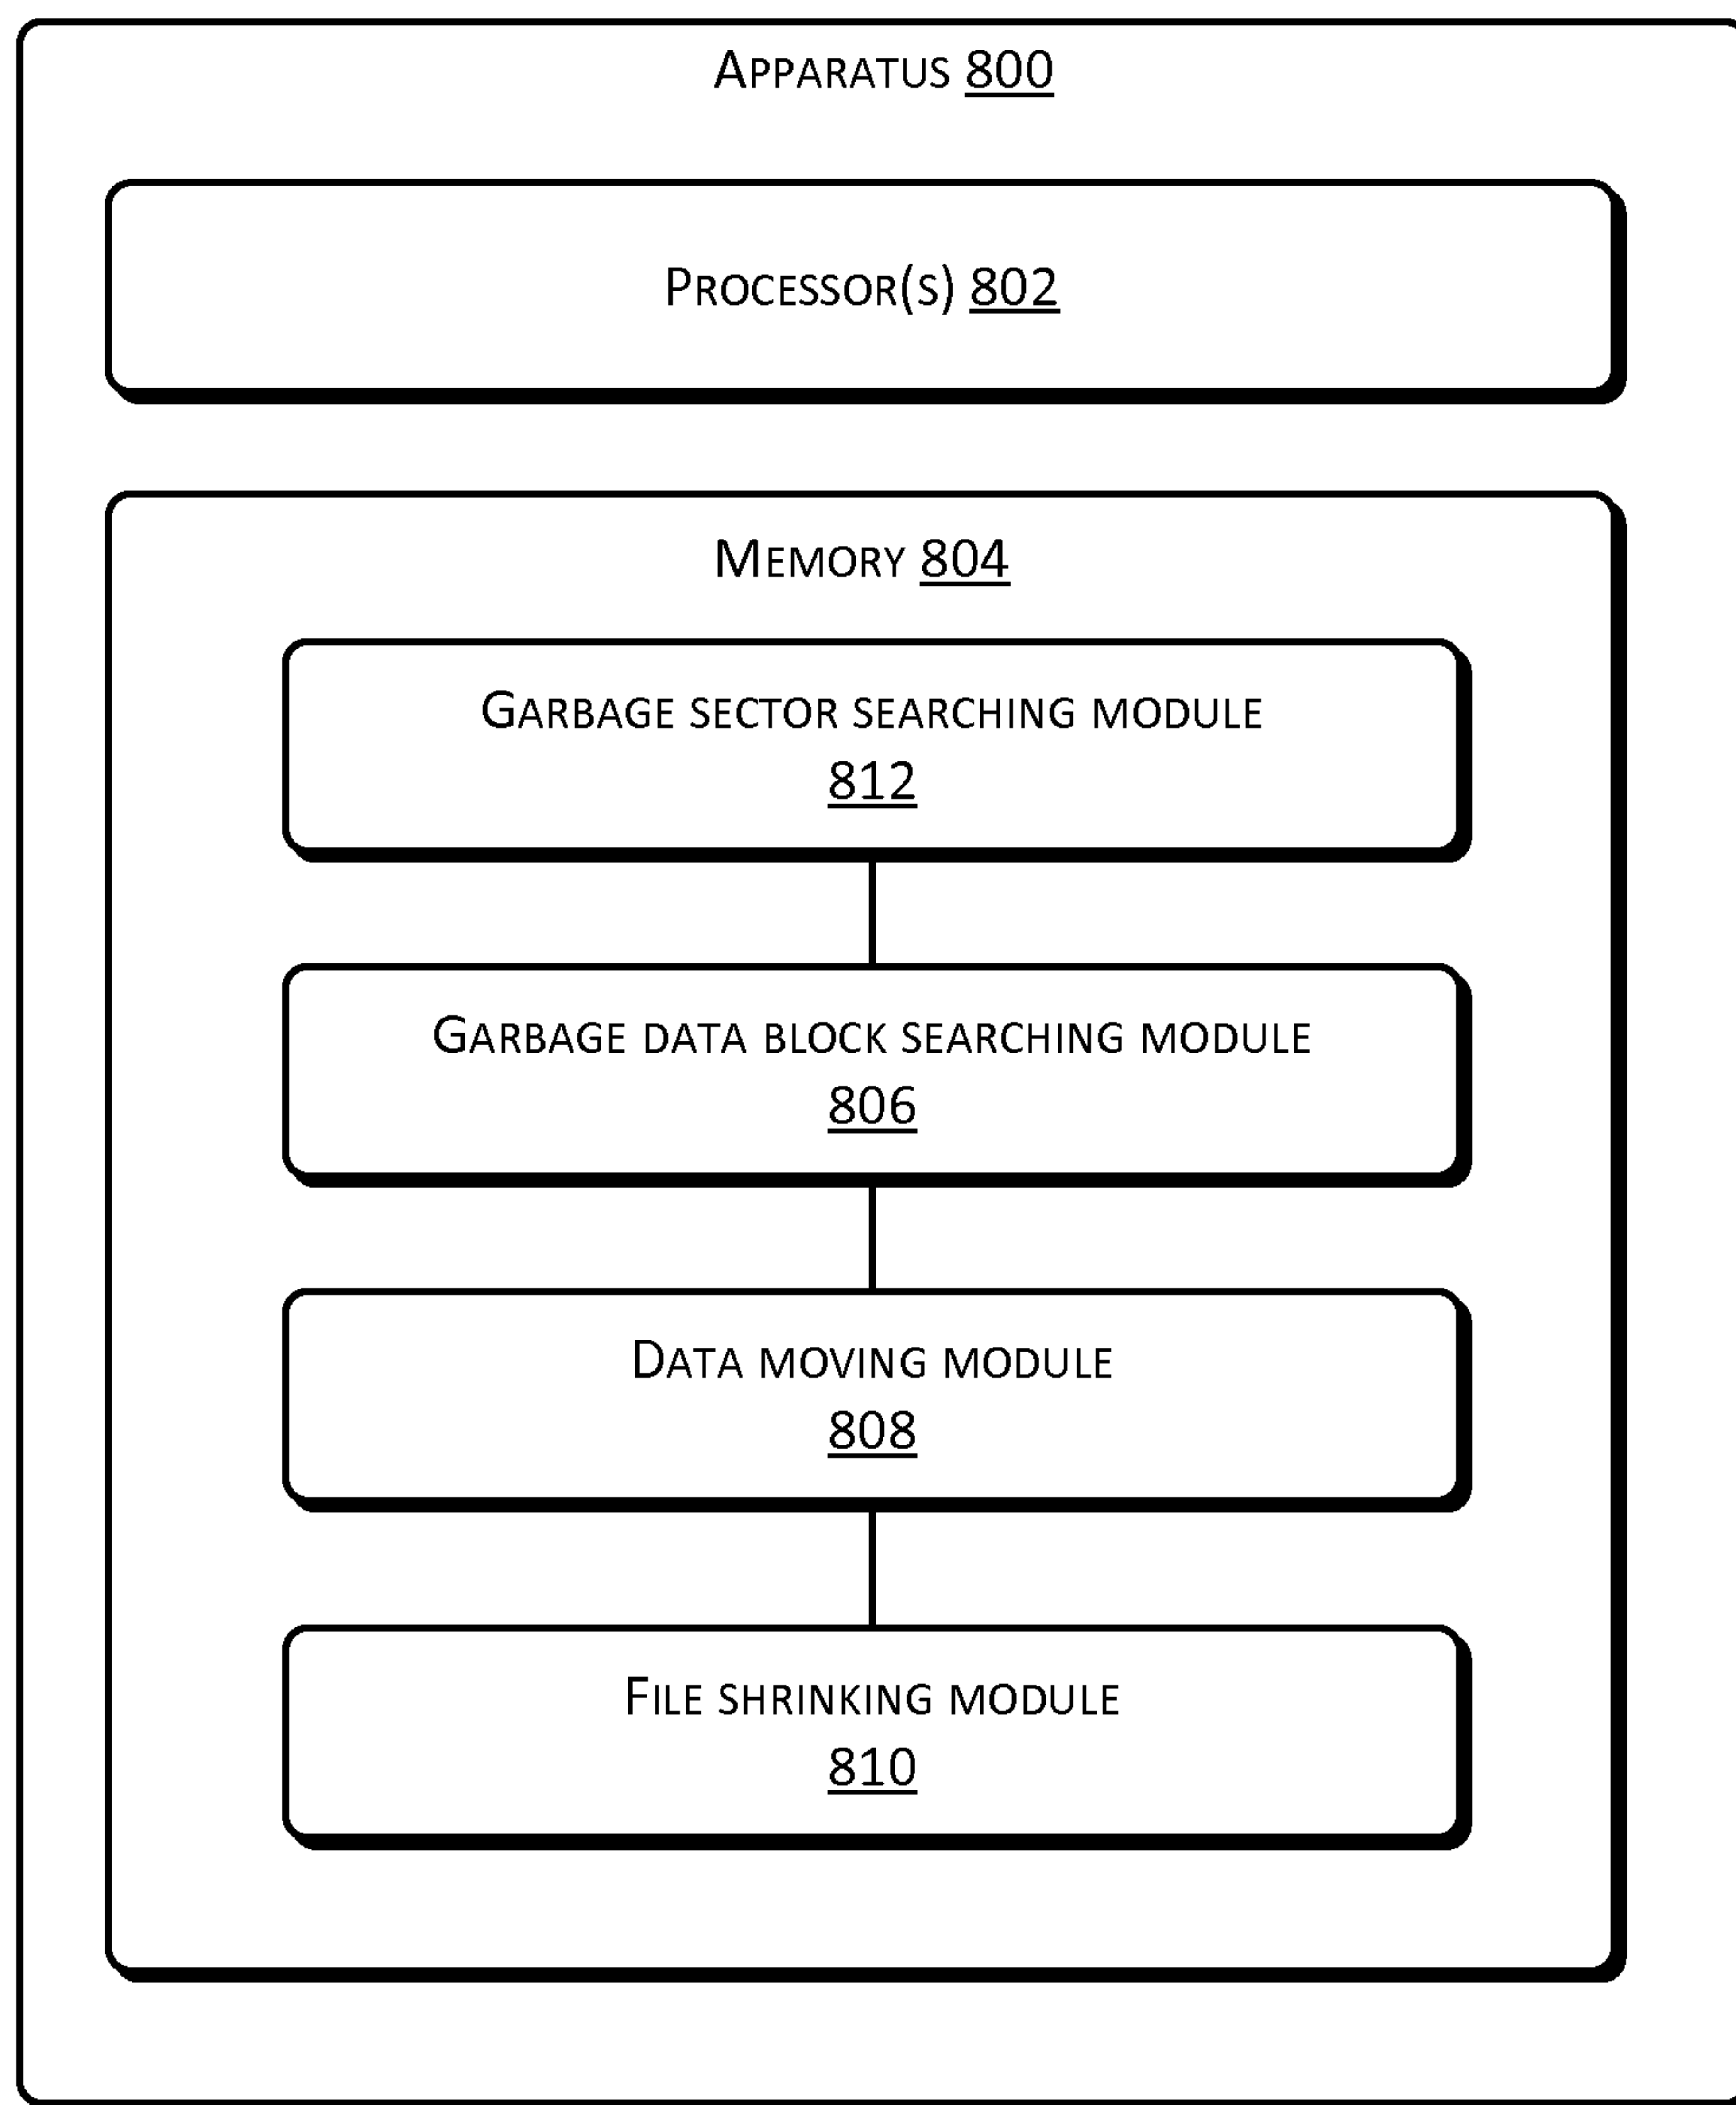 APPARATUS 800
PROCESSOR(S) 802
MEMORY 804
GARBAGE SECTOR SEARCHING MODULE
812
GARBAGE DATA BLOCK SEARCHING MODULE
806
DATA MOVING MODULE
808
FILE SHRINKING MODULE
810